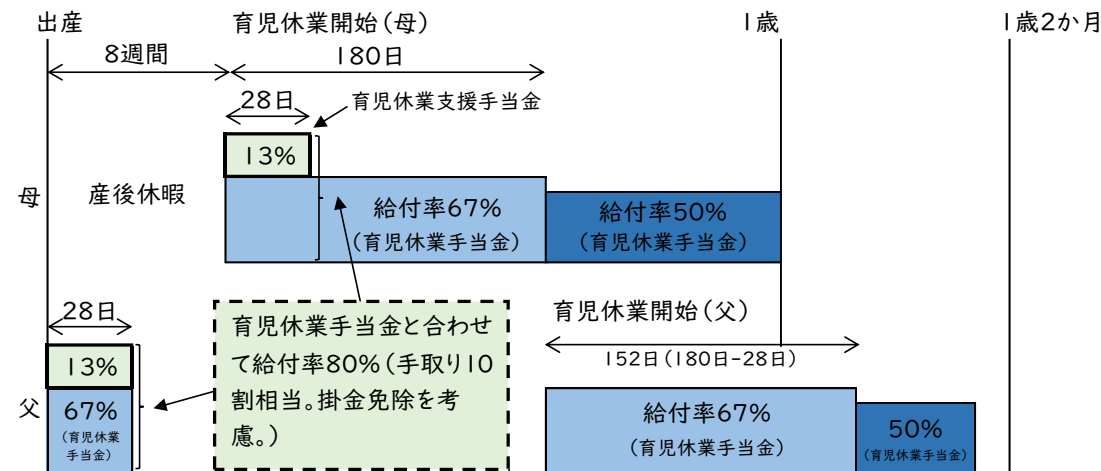 出産
育児休業開始(母)
1歳
1歳2か月
8週間
180日
28日
育児休業支援手当金
13%
母
産後休暇
給付率67%
(育児休業手当金)
給付率50%
(育児休業手当金)
28日
育児休業手当金と合わせ
て給付率80%(手取り10
割相当。掛金免除を考
慮。)
育児休業開始(父)
152日(180日-28日)
13%
父
67%
(育児休業
手当金)
給付率67%
(育児休業手当金)
50%
(育児休業手当金)